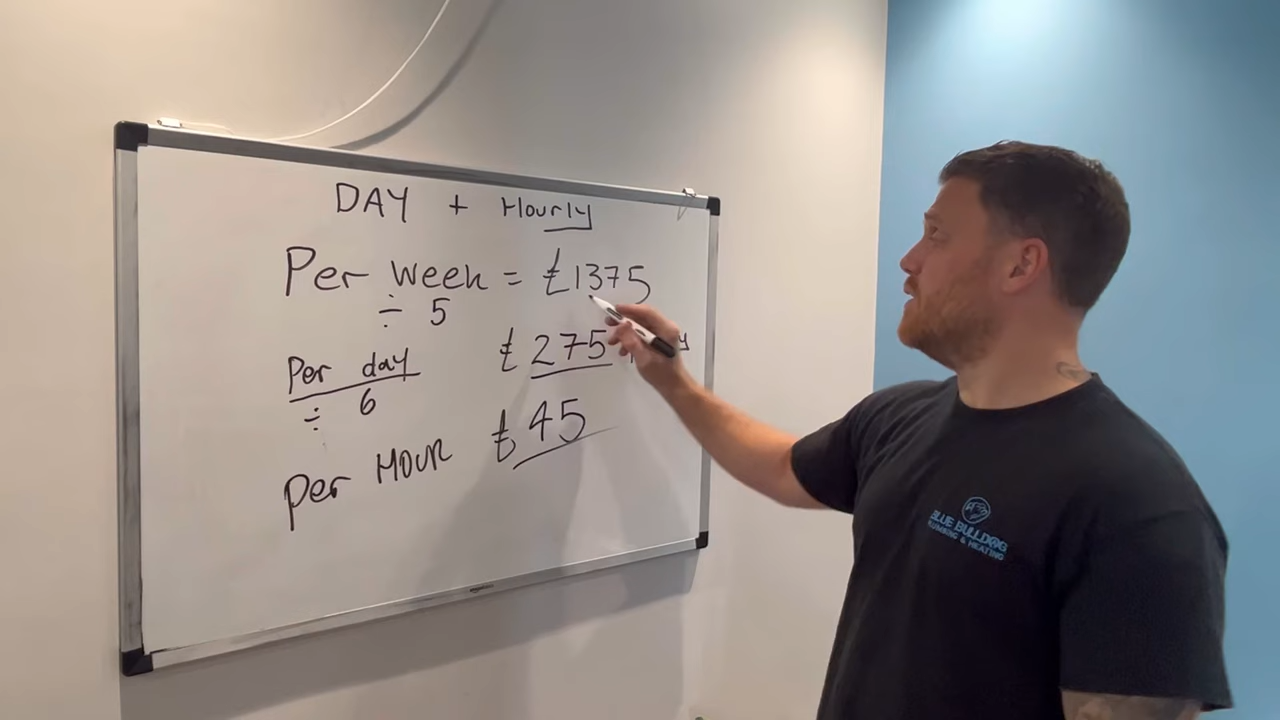 DAY + Hourly
Per week = £1375
÷ 5
£ 275
Per day
÷ 6
£ 45
Per HOUR
BLUE BULLDOG
PLUMBING & HEATING